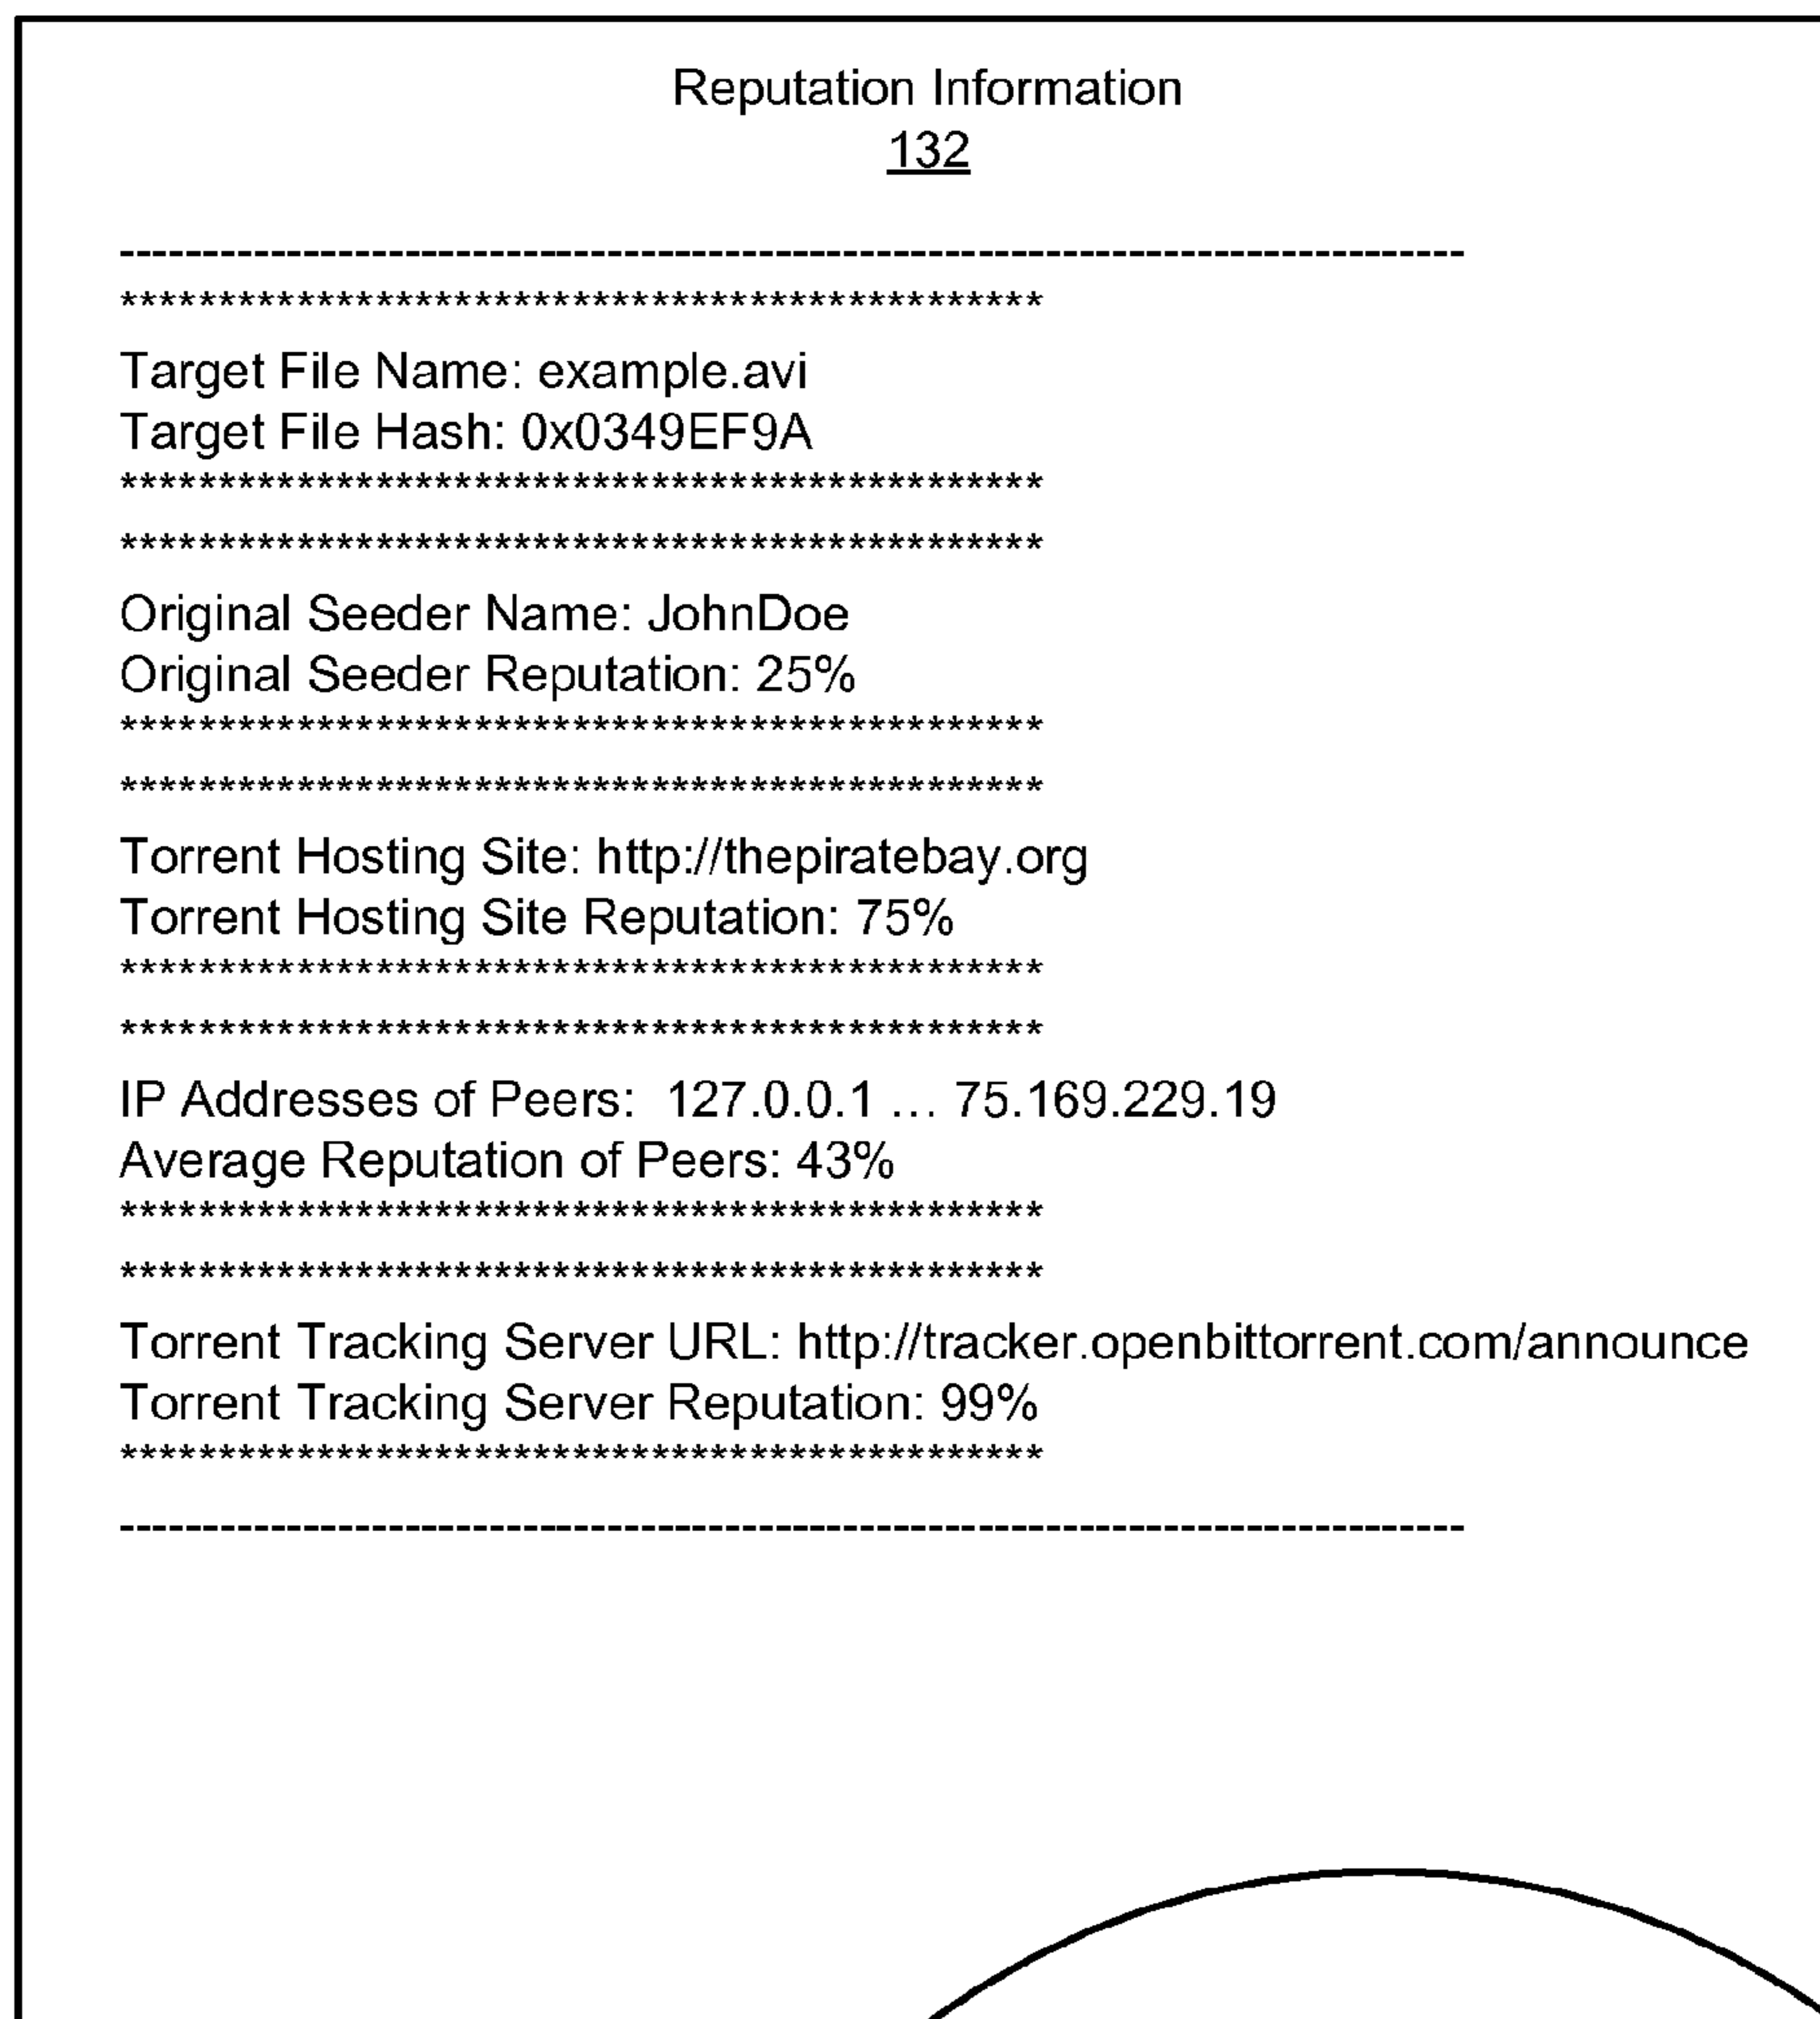 Reputation Information
132
--------------------------------------------------------------------------------
***********************************************
Target File Name: example.avi
Target File Hash: 0x0349EF9A
***********************************************
***********************************************
Original Seeder Name: JohnDoe
Original Seeder Reputation: 25%
***********************************************
***********************************************
Torrent Hosting Site: http://thepiratebay.org
Torrent Hosting Site Reputation: 75%
***********************************************
***********************************************
IP Addresses of Peers:  127.0.0.1 … 75.169.229.19
Average Reputation of Peers: 43%
***********************************************
***********************************************
Torrent Tracking Server URL: http://tracker.openbittorrent.com/announce
Torrent Tracking Server Reputation: 99%
***********************************************
--------------------------------------------------------------------------------